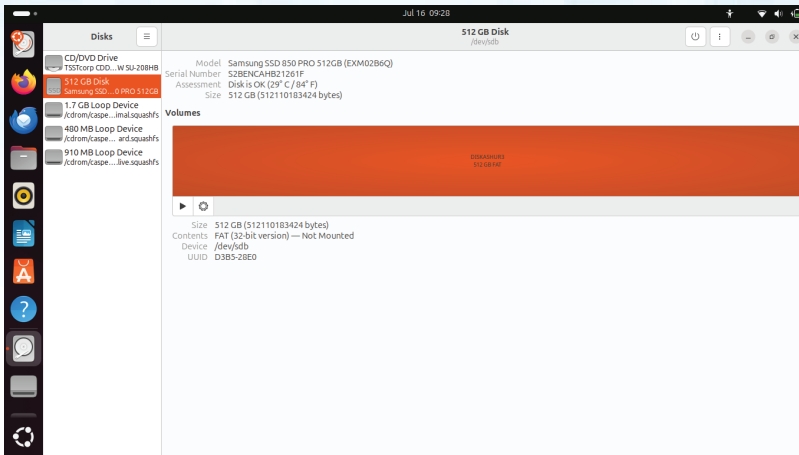 Jul 16 09:28
Disks
512 GB Disk
/dev/sdb
CD/DVD Drive
TSSTcorp CDD...W SU-208HB
512 GB Disk
Samsung SSD...0 PRO 512GB
1.7 GB Loop Device
/cdrom/caspe...imal.squashfs
480 MB Loop Device
/cdrom/caspe... ard.squashfs
910 MB Loop Device
/cdrom/caspe....live.squashfs
Model Samsung SSD 850 PRO 512GB (EXM02B6Q)
Serial Number S2BENCAHB21261F
Assessment Disk is OK (29° C / 84° F)
Size 512 GB (512110183424 bytes)
Volumes
512 GB FAT
Size 512 GB (512110183424 bytes)
Contents FAT (32-bit version) — Not Mounted
Device /dev/sdb
UUID D3B5-28E0